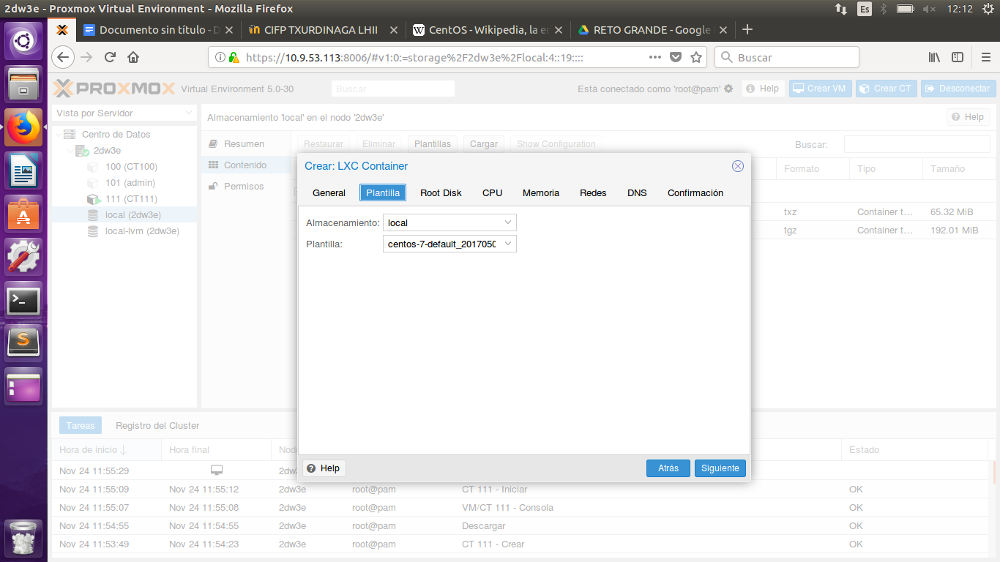 2dw3e - Proxmox Virtual Environment - Mozilla Firefox
Es
12:12
Documento sin título - D
CIFP TXURDINAGA LHII
CentOS - Wikipedia, la en
RETO GRANDE - Google
https://10.9.53.113:8006/#v1:0:=storage%2F2dw3e%2Flocal:4::19::::
Buscar
PROXMOX Virtual Environment 5.0-30
Buscar
Está conectado como 'root@pam'
Help
Crear VM
Crear CT
Desconectar
Vista por Servidor
Almacenamiento 'local' en el nodo '2dw3e'
Help
Centro de Datos
2dw3e
100 (CT100)
101 (admin)
111 (CT111)
local (2dw3e)
local-lvm (2dw3e)
Resumen
Contenido
Permisos
Restaurar
Eliminar
Plantillas
Cargar
Show Configuration
Buscar:
Formato
Tipo
Tamaño
txz
Container t...
65.32 MiB
tgz
Container t...
192.01 MiB
Crear: LXC Container
General
Plantilla
Root Disk
CPU
Memoria
Redes
DNS
Confirmación
Almacenamiento: local
Plantilla: centos-7-default_2017050
Help
Atrás
Siguiente
Tareas
Registro del Cluster
Hora de inicio
Hora final
Estado
Nov 24 11:55:29
Nov 24 11:55:09 Nov 24 11:55:12 2dw3e root@pam CT 111 - Iniciar OK
Nov 24 11:55:07 Nov 24 11:55:08 2dw3e root@pam VM/CT 111 - Consola OK
Nov 24 11:54:55 Nov 24 11:54:55 2dw3e root@pam Descargar OK
Nov 24 11:53:49 Nov 24 11:54:23 2dw3e root@pam CT 111 - Crear OK